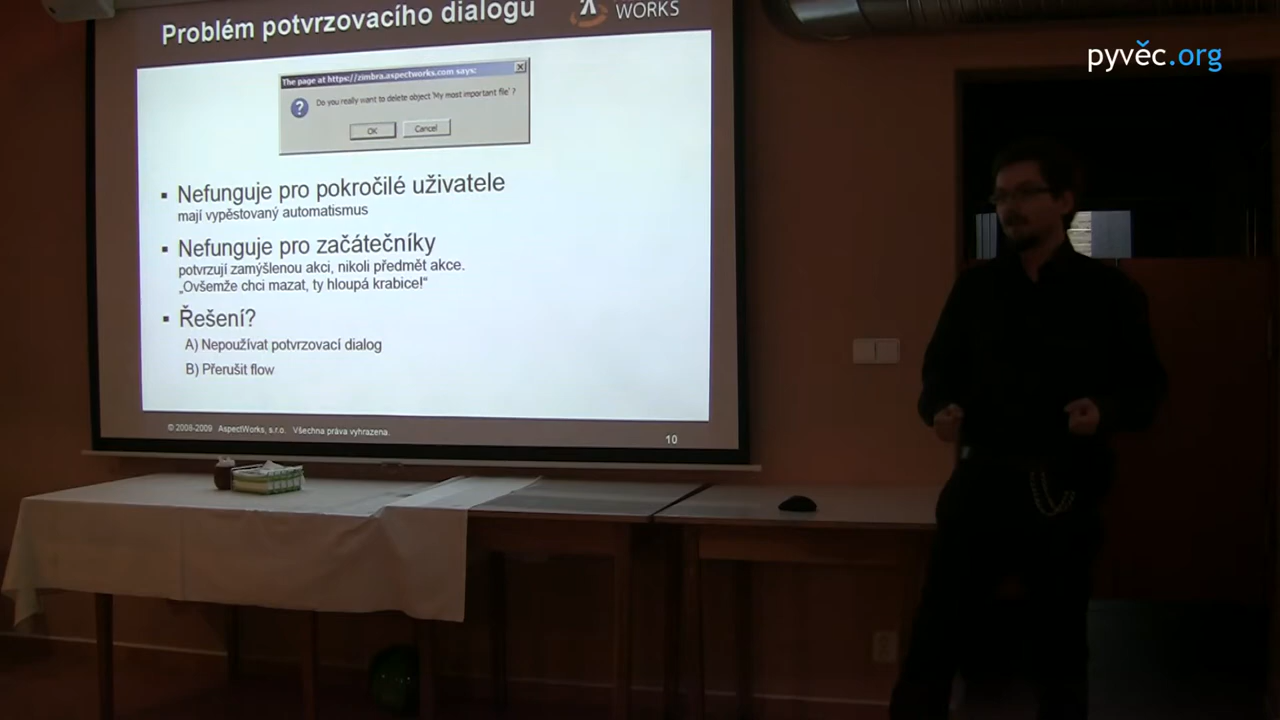 Problém potvrzovacího dialogu
WORKS
pyvěc.org
The page at https://zimbra.aspectworks.com says:
Do you really want to delete object 'My most important file' ?
OK
Cancel
▪ Nefunguje pro pokročilé uživatele
mají vypěstovaný automatismus
▪ Nefunguje pro začátečníky
potvrzují zamýšlenou akci, nikoli předmět akce.
„Ovšemže chci mazat, ty hloupá krabice!“
▪ Řešení?
A) Nepoužívat potvrzovací dialog
B) Přerušit flow
© 2008-2009 AspectWorks, s.r.o. Všechna práva vyhrazena.
10